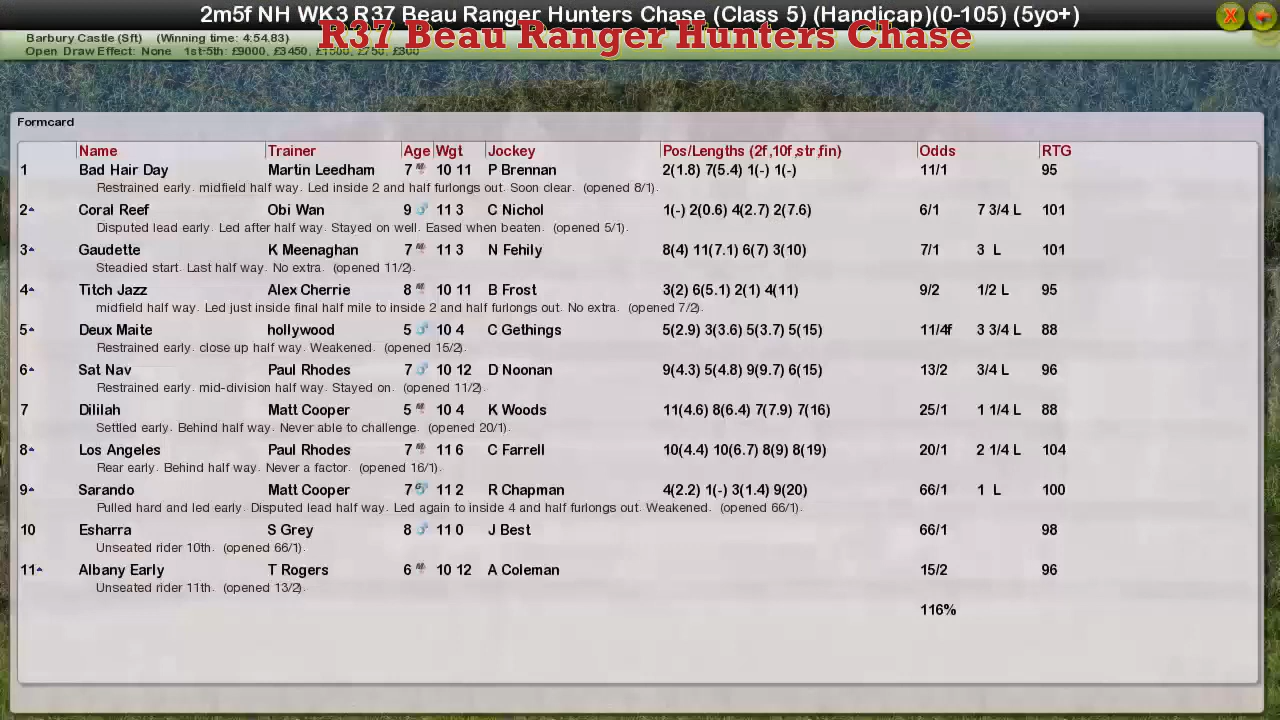 2m5f NH WK3 R37 Beau Ranger Hunters Chase (Class 5) (Handicap)(0-105) (5yo+)
R37 Beau Ranger Hunters Chase
Barbury Castle (Sft) (Winning time: 4:54.83)
Open Draw Effect: None 1st-5th: £9000, £3450, £1500, £750, £300
Formcard
Name Trainer Age Wgt Jockey Pos/Lengths (2f,10f,str,fin) Odds RTG
1 Bad Hair Day Martin Leedham 7 10 11 P Brennan 2(1.8) 7(5.4) 1(-) 1(-) 11/1 95
Restrained early. midfield half way. Led inside 2 and half furlongs out. Soon clear. (opened 8/1).
2 Coral Reef Obi Wan 9 11 3 C Nichol 1(-) 2(0.6) 4(2.7) 2(7.6) 6/1 7 3/4 L 101
Disputed lead early. Led after half way. Stayed on well. Eased when beaten. (opened 5/1).
3 Gaudette K Meenaghan 7 11 3 N Fehily 8(4) 11(7.1) 6(7) 3(10) 7/1 3 L 101
Steadied start. Last half way. No extra. (opened 11/2).
4 Titch Jazz Alex Cherrie 8 10 11 B Frost 3(2) 6(5.1) 2(1) 4(11) 9/2 1/2 L 95
midfield half way. Led just inside final half mile to inside 2 and half furlongs out. No extra. (opened 7/2).
5 Deux Maite hollywood 5 10 4 C Gethings 5(2.9) 3(3.6) 5(3.7) 5(15) 11/4f 3 3/4 L 88
Restrained early. close up half way. Weakened. (opened 15/2).
6 Sat Nav Paul Rhodes 7 10 12 D Noonan 9(4.3) 5(4.8) 9(9.7) 6(15) 13/2 3/4 L 96
Restrained early. mid-division half way. Stayed on. (opened 11/2).
7 Dililah Matt Cooper 5 10 4 K Woods 11(4.6) 8(6.4) 7(7.9) 7(16) 25/1 1 1/4 L 88
Settled early. Behind half way. Never able to challenge. (opened 20/1).
8 Los Angeles Paul Rhodes 7 11 6 C Farrell 10(4.4) 10(6.7) 8(9) 8(19) 20/1 2 1/4 L 104
Rear early. Behind half way. Never a factor. (opened 16/1).
9 Sarando Matt Cooper 7 11 2 R Chapman 4(2.2) 1(-) 3(1.4) 9(20) 66/1 1 L 100
Pulled hard and led early. Disputed lead half way. Led again to inside 4 and half furlongs out. Weakened. (opened 66/1).
10 Esharra S Grey 8 11 0 J Best 66/1 98
Unseated rider 10th. (opened 66/1).
11 Albany Early T Rogers 6 10 12 A Coleman 15/2 96
Unseated rider 11th. (opened 13/2).
116%